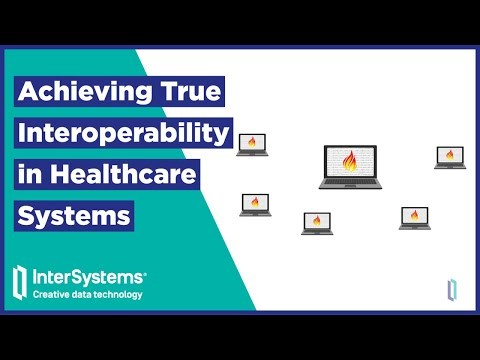 Achieving True
Interoperability
in Healthcare
Systems
InterSystems®
Creative data technology